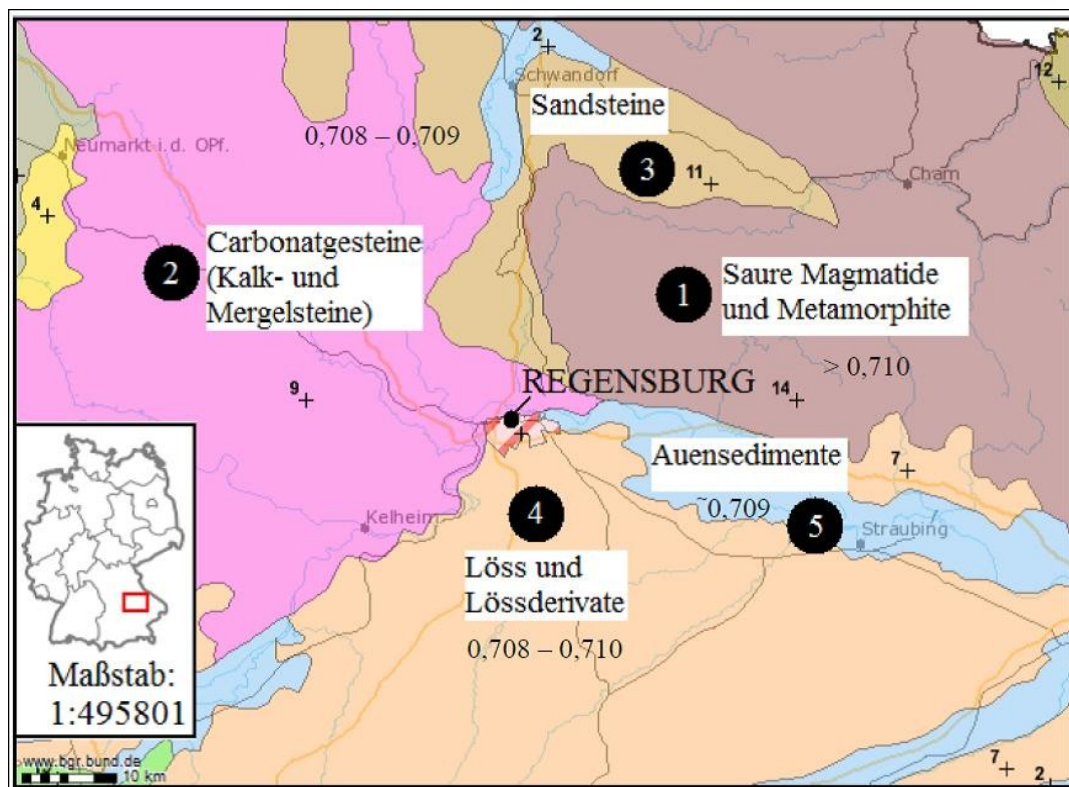 2
Schwandorf
12
Sandsteine
0,708 – 0,709
Neumarkt i.d. OPf.
3
11
Cham
4
Carbonatgesteine
(Kalk- und
Mergelsteine)
2
1
Saure Magmatide
und Metamorphite
> 0,710
9
14
REGENSBURG
Auensedimente
7
~0,709
5
Straubing
4
Kelheim
Löss und
Lössderivate
0,708 – 0,710
Maßstab:
1:495801
www.bgr.bund.de
10 km
7
2